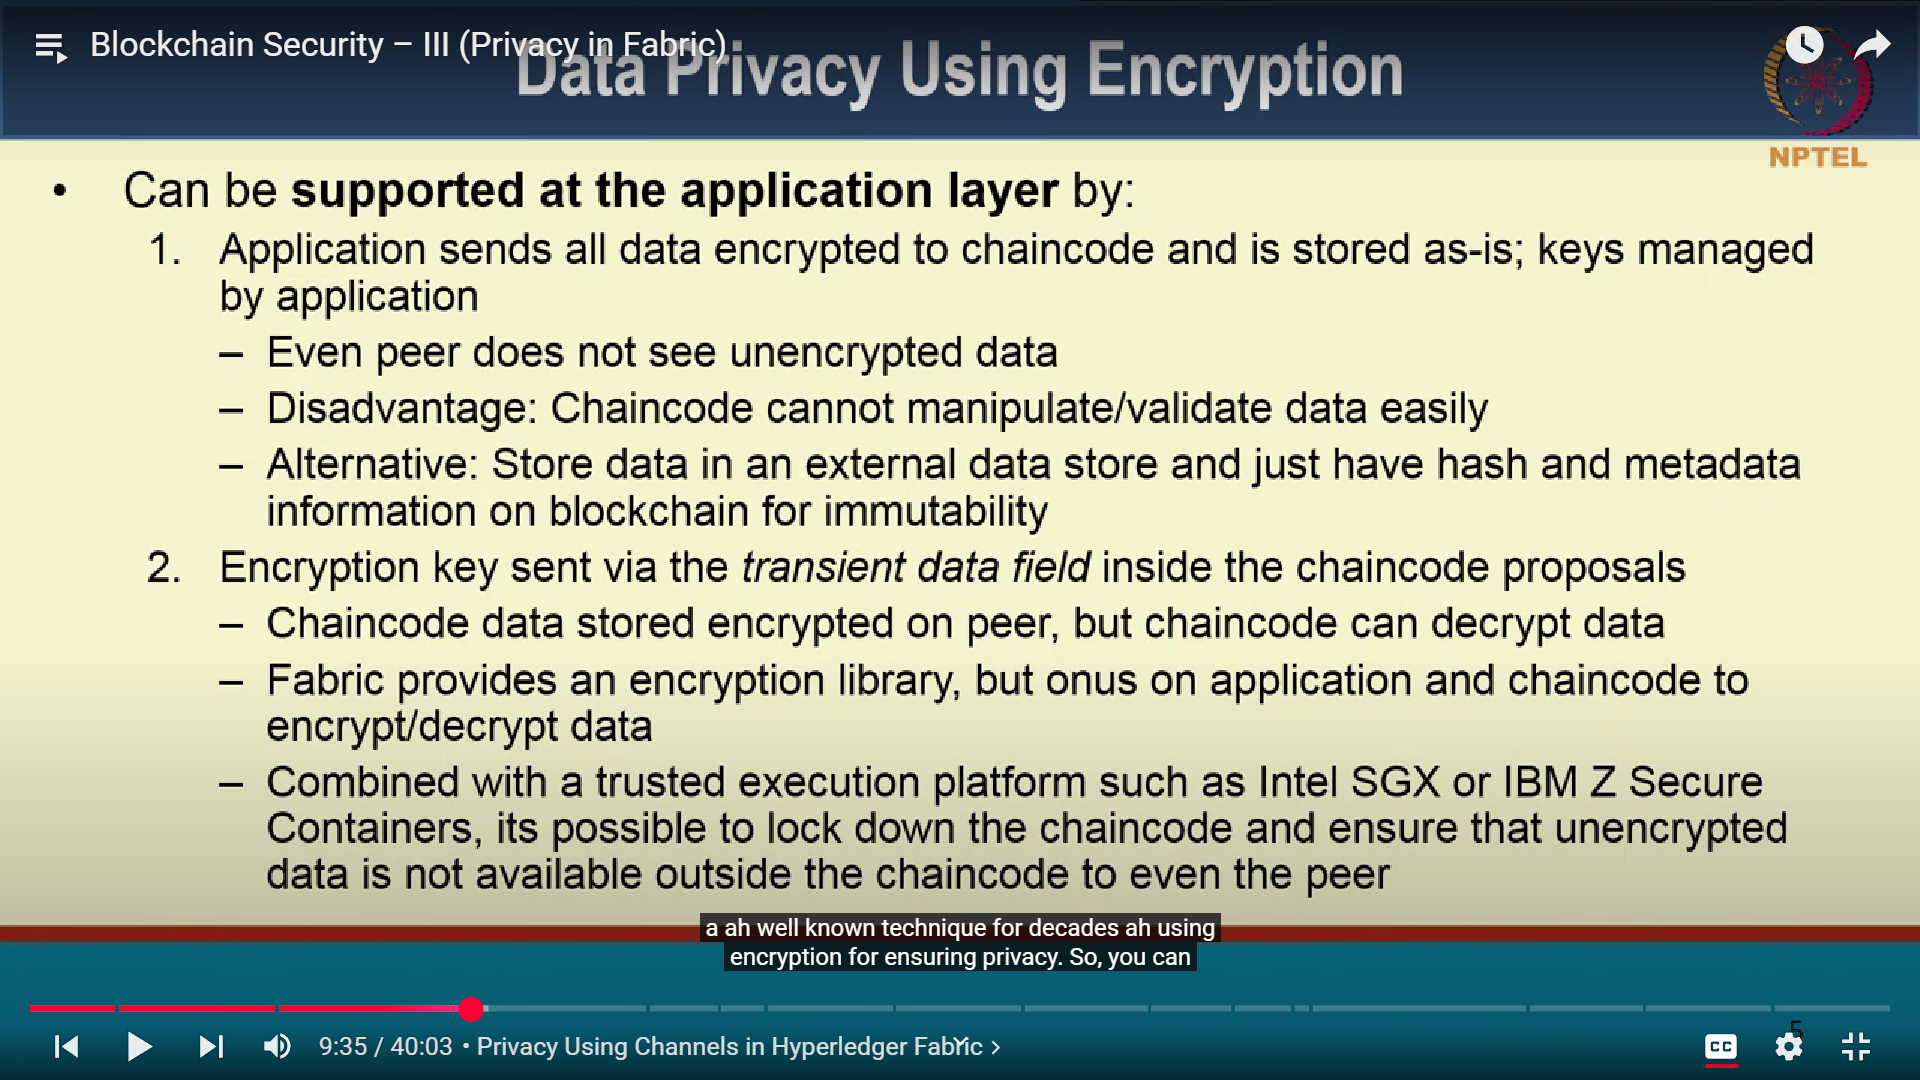 Blockchain Security – III (Privacy in Fabric)
Data Privacy Using Encryption
NPTEL
• Can be supported at the application layer by:
1. Application sends all data encrypted to chaincode and is stored as-is; keys managed
by application
– Even peer does not see unencrypted data
– Disadvantage: Chaincode cannot manipulate/validate data easily
– Alternative: Store data in an external data store and just have hash and metadata
information on blockchain for immutability
2. Encryption key sent via the transient data field inside the chaincode proposals
– Chaincode data stored encrypted on peer, but chaincode can decrypt data
– Fabric provides an encryption library, but onus on application and chaincode to
encrypt/decrypt data
– Combined with a trusted execution platform such as Intel SGX or IBM Z Secure
Containers, its possible to lock down the chaincode and ensure that unencrypted
data is not available outside the chaincode to even the peer
a ah well known technique for decades ah using
encryption for ensuring privacy. So, you can
5
9:35 / 40:03 • Privacy Using Channels in Hyperledger Fabric >
CC